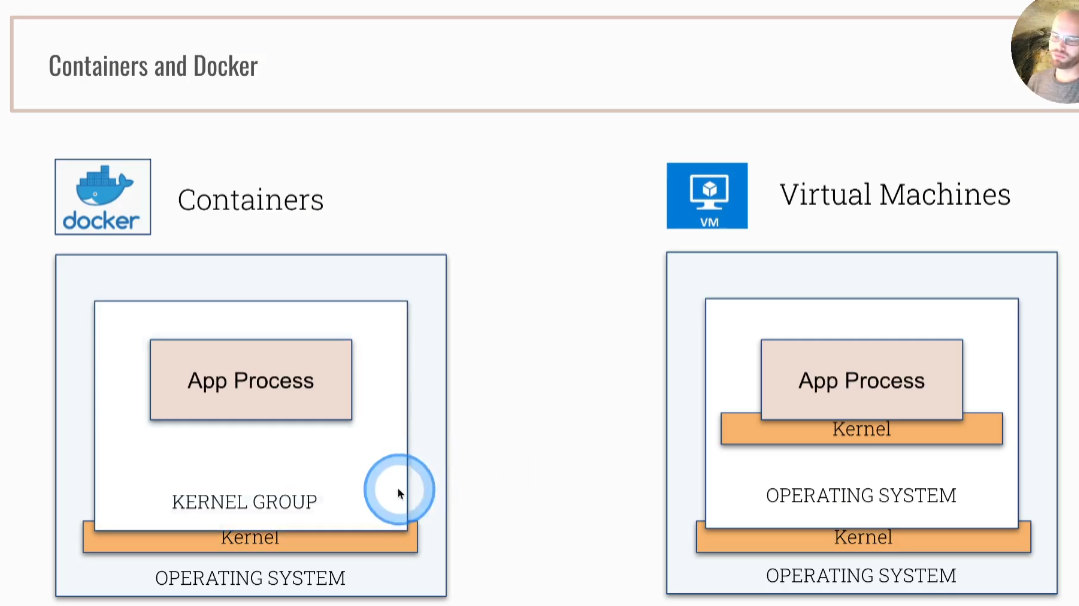 Containers and Docker
docker
Containers
App Process
KERNEL GROUP
Kernel
OPERATING SYSTEM
VM
Virtual Machines
App Process
Kernel
OPERATING SYSTEM
Kernel
OPERATING SYSTEM